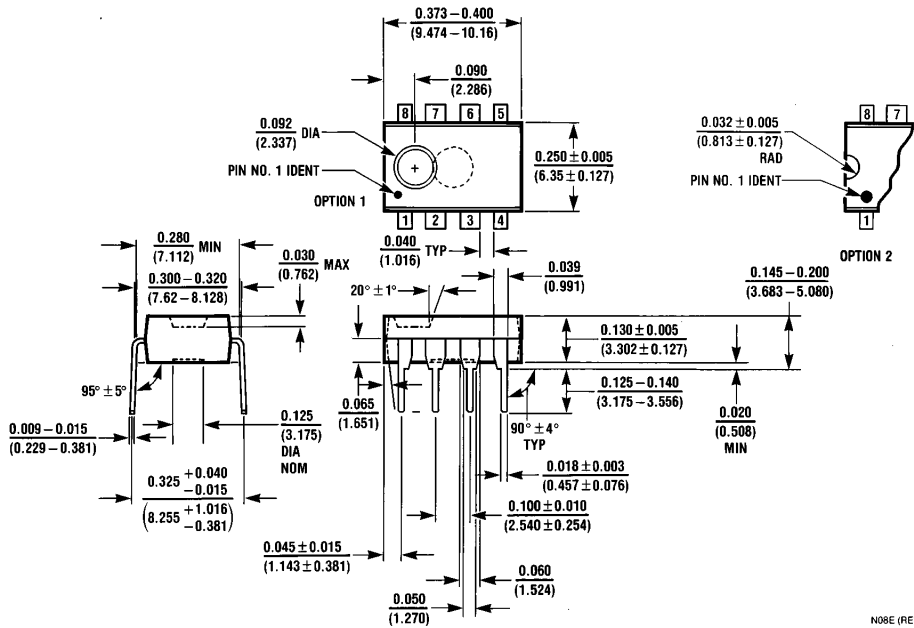 0.373 – 0.400
(9.474 – 10.16)
0.090
(2.286)
8 7 6 5
0.092
(2.337) DIA
PIN NO. 1 IDENT
OPTION 1
1 2 3 4
0.250 ± 0.005
(6.35 ± 0.127)
8 7
0.032 ± 0.005
(0.813 ± 0.127)
RAD
PIN NO. 1 IDENT
1
OPTION 2
0.280
(7.112) MIN
0.300 – 0.320
(7.62 – 8.128)
0.030
(0.762) MAX
0.040
(1.016) TYP
0.039
(0.991)
20° ± 1°
0.145 – 0.200
(3.683 – 5.080)
0.130 ± 0.005
(3.302 ± 0.127)
95° ± 5°
0.009 – 0.015
(0.229 – 0.381)
0.125
(3.175)
DIA
NOM
0.065
(1.651)
90° ± 4°
TYP
0.125 – 0.140
(3.175 – 3.556)
0.020
(0.508)
MIN
0.325 +0.040
–0.015
(8.255 +1.016
–0.381)
0.018 ± 0.003
(0.457 ± 0.076)
0.100 ± 0.010
(2.540 ± 0.254)
0.045 ± 0.015
(1.143 ± 0.381)
0.060
(1.524)
0.050
(1.270)
N08E (RE